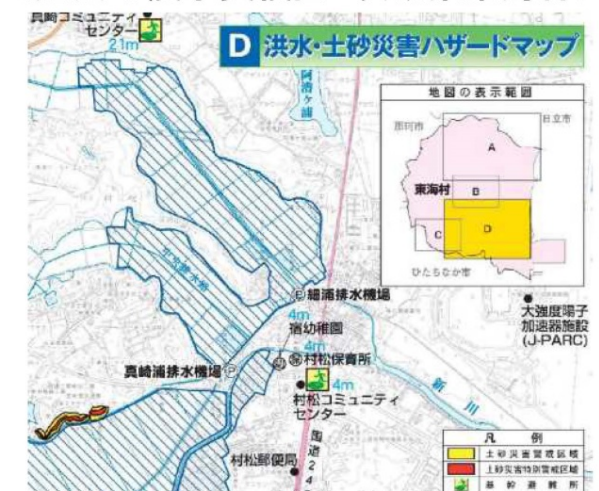 真崎コミュニティ
センター
21m
D 洪水・土砂災害ハザードマップ
阿漕ヶ浦
地図の表示範囲
那珂市
日立市
A
東海村
B
C
D
ひたちなか市
細浦排水機場
4m
宿幼稚園
4m
村松保育所
真崎浦排水機場
P
4m
村松コミュニティ
センター
大強度陽子
加速器施設
(J-PARC)
新川
国道24
村松郵便局
凡例
土砂災害警戒区域
土砂災害特別警戒区域
基幹避難所